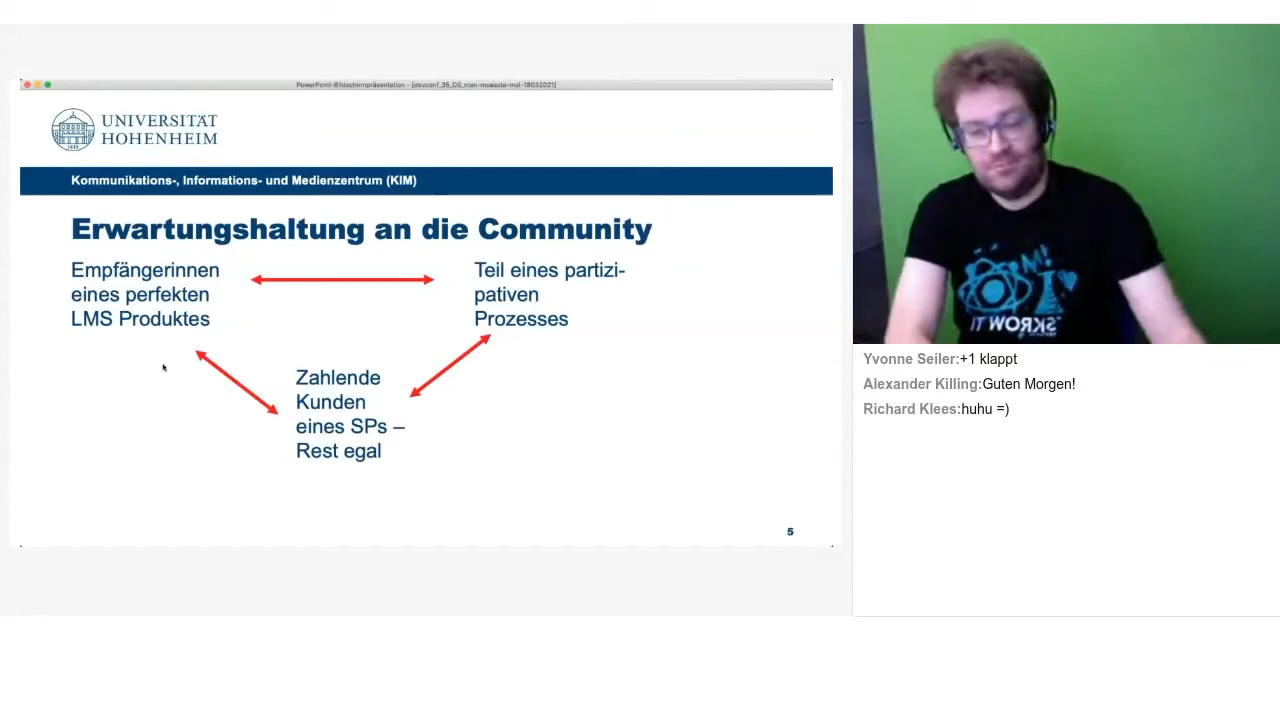 PowerPoint-Bildschirmpräsentation - [devconf_35_DS_man-muesste-mal-18032021]
UNIVERSITÄT
HOHENHEIM
Kommunikations-, Informations- und Medienzentrum (KIM)
Erwartungshaltung an die Community
Empfängerinnen
eines perfekten
LMS Produktes
Teil eines partizi-
pativen
Prozesses
Zahlende
Kunden
eines SPs –
Rest egal
5
Yvonne Seiler:+1 klappt
Alexander Killing:Guten Morgen!
Richard Klees:huhu =)